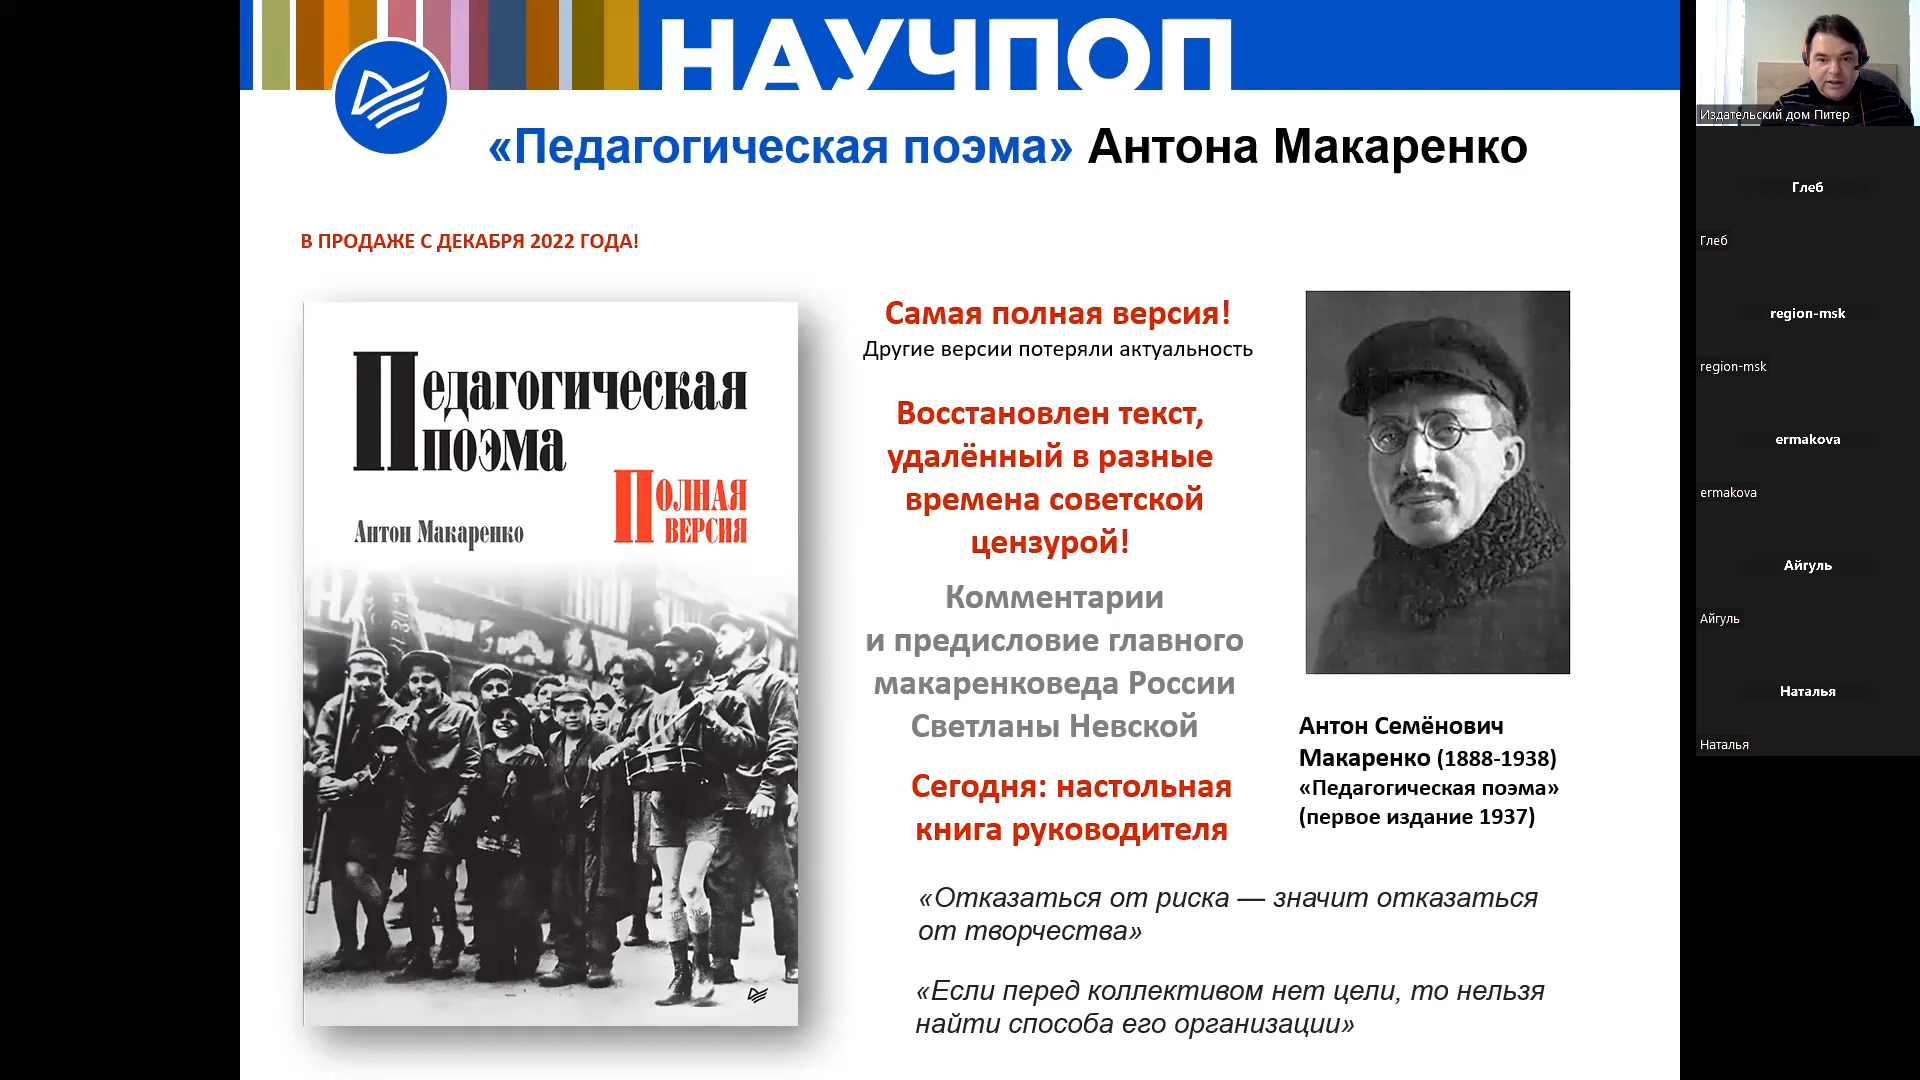 НАУЧПОП
«Педагогическая поэма» Антона Макаренко
В ПРОДАЖЕ С ДЕКАБРЯ 2022 ГОДА!
Педагогическая
поэма
Полная
версия
Антон Макаренко
Самая полная версия!
Другие версии потеряли актуальность
Восстановлен текст,
удалённый в разные
времена советской
цензурой!
Комментарии
и предисловие главного
макаренковеда России
Светланы Невской
Сегодня: настольная
книга руководителя
Антон Семёнович
Макаренко (1888-1938)
«Педагогическая поэма»
(первое издание 1937)
«Отказаться от риска — значит отказаться
от творчества»
«Если перед коллективом нет цели, то нельзя
найти способа его организации»
Издательский дом Питер
Глеб
Глеб
region-msk
region-msk
ermakova
ermakova
Айгуль
Айгуль
Наталья
Наталья